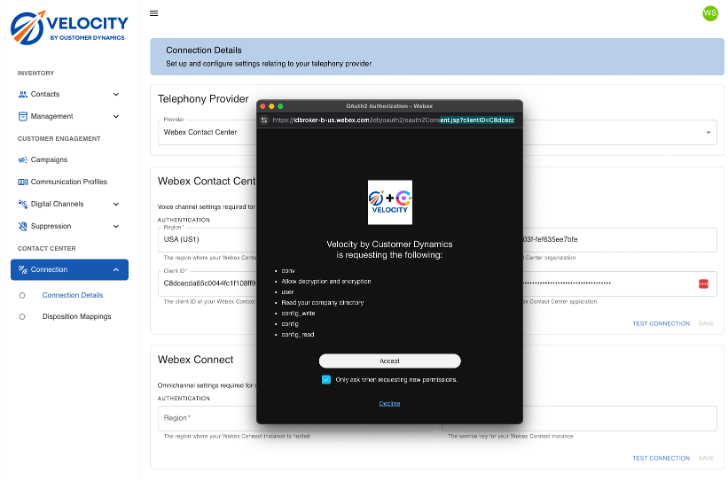 VELOCITY
BY CUSTOMER DYNAMICS
WS
INVENTORY
Contacts
Management
CUSTOMER ENGAGEMENT
Campaigns
Communication Profiles
Digital Channels
Suppression
CONTACT CENTER
Connection
Connection Details
Disposition Mappings
Connection Details
Set up and configure settings relating to your telephony provider
Telephony Provider
Provider
Webex Contact Center
Webex Contact Cent
Voice channel settings required for
AUTHENTICATION
Region*
USA (US1)
03f-fef635ee7bfe
The region where your Webex Conta
Center organization
Client ID*
The client ID of your Webex Contact
Contact Center application
TEST CONNECTION SAVE
Webex Connect
Omnichannel settings required for
AUTHENTICATION
Region*
The region where your Webex Connect instance is hosted
The service key for your Webex Connect instance
TEST CONNECTION SAVE
OAuth2 Authorization - Webex
https://idbroker-b-us.webex.com/idb/oauth2/oauth2Consent.jsp?clientID=C8dcecc
VELOCITY
Velocity by Customer Dynamics
is requesting the following:
conv
Allow decryption and encryption
user
Read your company directory
config_write
config
config_read
Accept
Only ask when requesting new permissions.
Decline